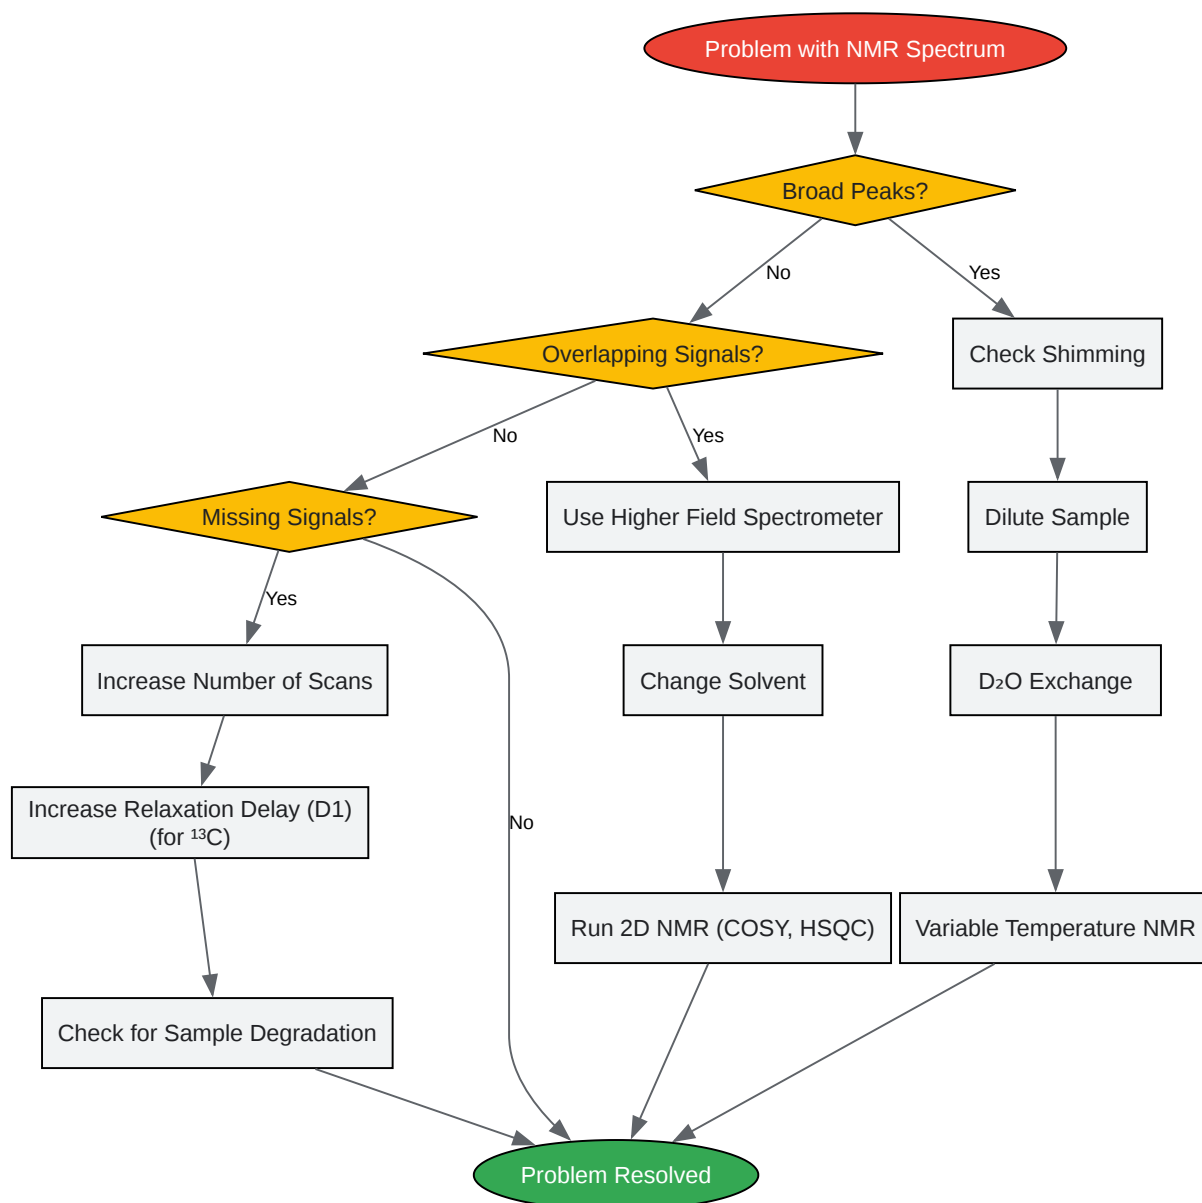 Problem with NMR Spectrum
Broad Peaks?
No
Yes
Overlapping Signals?
Check Shimming
No
Yes
Missing Signals?
Use Higher Field Spectrometer
Dilute Sample
Yes
Increase Number of Scans
Change Solvent
D₂O Exchange
Increase Relaxation Delay (D1)
(for ¹³C)
No
Run 2D NMR (COSY, HSQC)
Variable Temperature NMR
Check for Sample Degradation
Problem Resolved